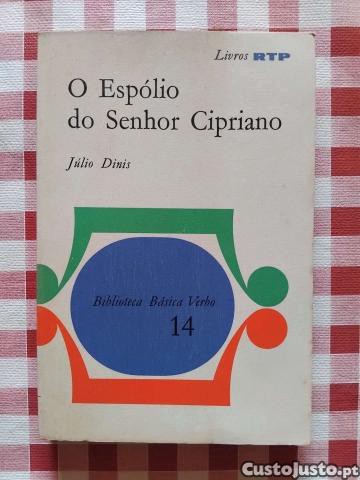 Livros RTP
O Espólio
do Senhor Cipriano
Júlio Dinis
Biblioteca Básica Verbo
14
CustoJusto.pt